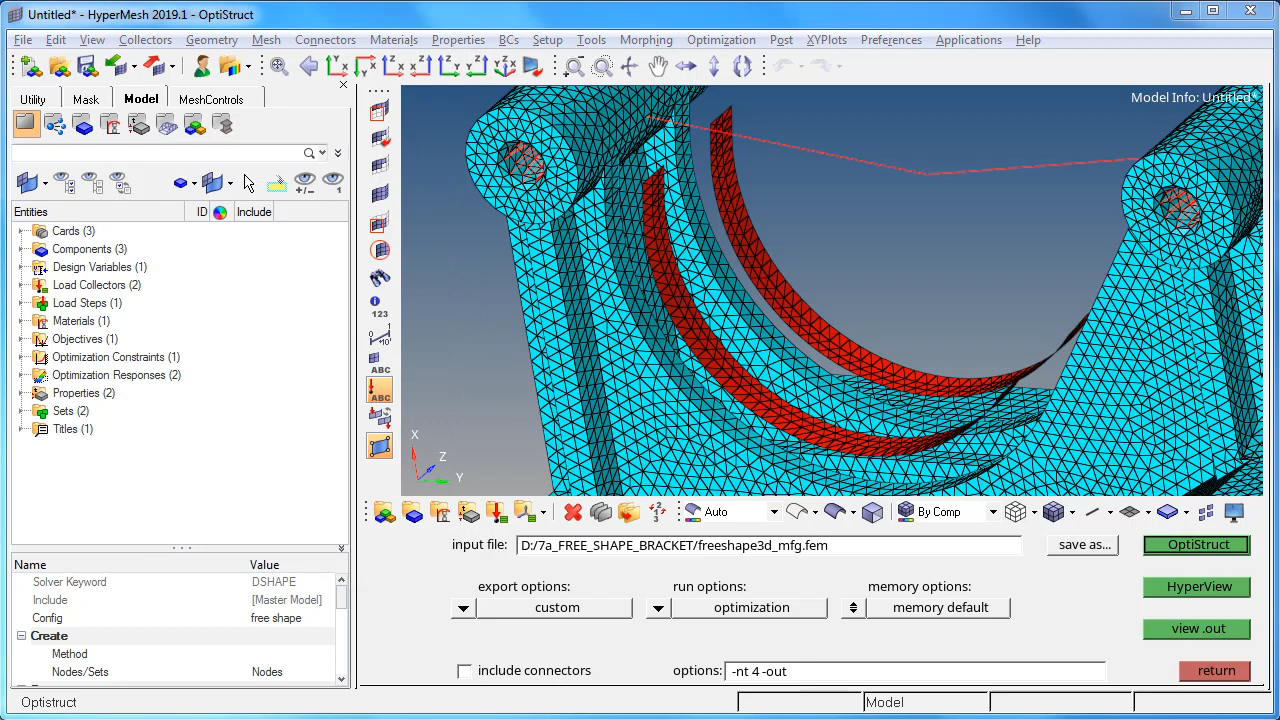 Untitled* - HyperMesh 2019.1 - OptiStruct
File Edit View Collectors Geometry Mesh Connectors Materials Properties BCs Setup Tools Morphing Optimization Post XYPlots Preferences Applications Help
Utility Mask Model MeshControls
Model Info: Untitled*
Entities ID Include
Cards (3)
Components (3)
Design Variables (1)
Load Collectors (2)
Load Steps (1)
Materials (1)
Objectives (1)
Optimization Constraints (1)
Optimization Responses (2)
Properties (2)
Sets (2)
Titles (1)
123
ABC
ABC
X
Z
Y
Auto By Comp
Name Value
Solver Keyword DSHAPE
Include [Master Model]
Config free shape
Create
Method
Nodes/Sets Nodes
input file: D:/7a_FREE_SHAPE_BRACKET/freeshape3d_mfg.fem save as... OptiStruct
export options: run options: memory options: HyperView
custom optimization memory default
view .out
include connectors options: -nt 4 -out return
Optistruct Model